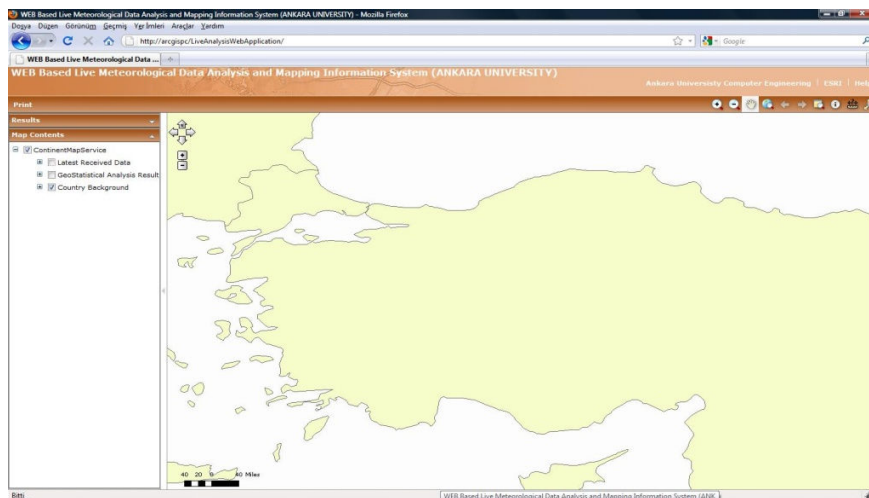 WEB Based Live Meteorological Data Analysis and Mapping Information System (ANKARA UNIVERSITY) - Mozilla Firefox
Dosya Düzen Görünüm Geçmiş Yer İmleri Araçlar Yardım
http://arcgispc/LiveAnalysisWebApplication/
Google
WEB Based Live Meteorological Data ...
WEB Based Live Meteorological Data Analysis and Mapping Information System (ANKARA UNIVERSITY)
Ankara Universisty Computer Engineering | ESRI | Help
Print
Results
Map Contents
ContinentMapService
Latest Received Data
GeoStatistical Analysis Result
Country Background
40 20 0 40 Miles
Bitti
WEB Based Live Meteorological Data Analysis and Mapping Information System (ANK